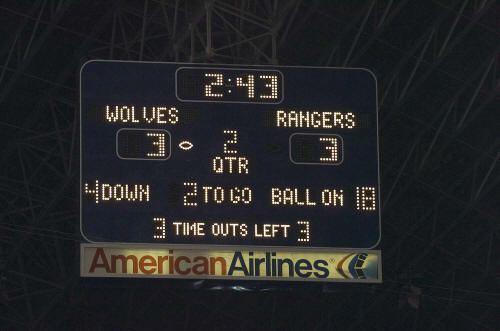 2:43
WOLVES RANGERS
3 2 3
QTR
4 DOWN 2 TO GO BALL ON 18
3 TIME OUTS LEFT 3
AmericanAirlines®